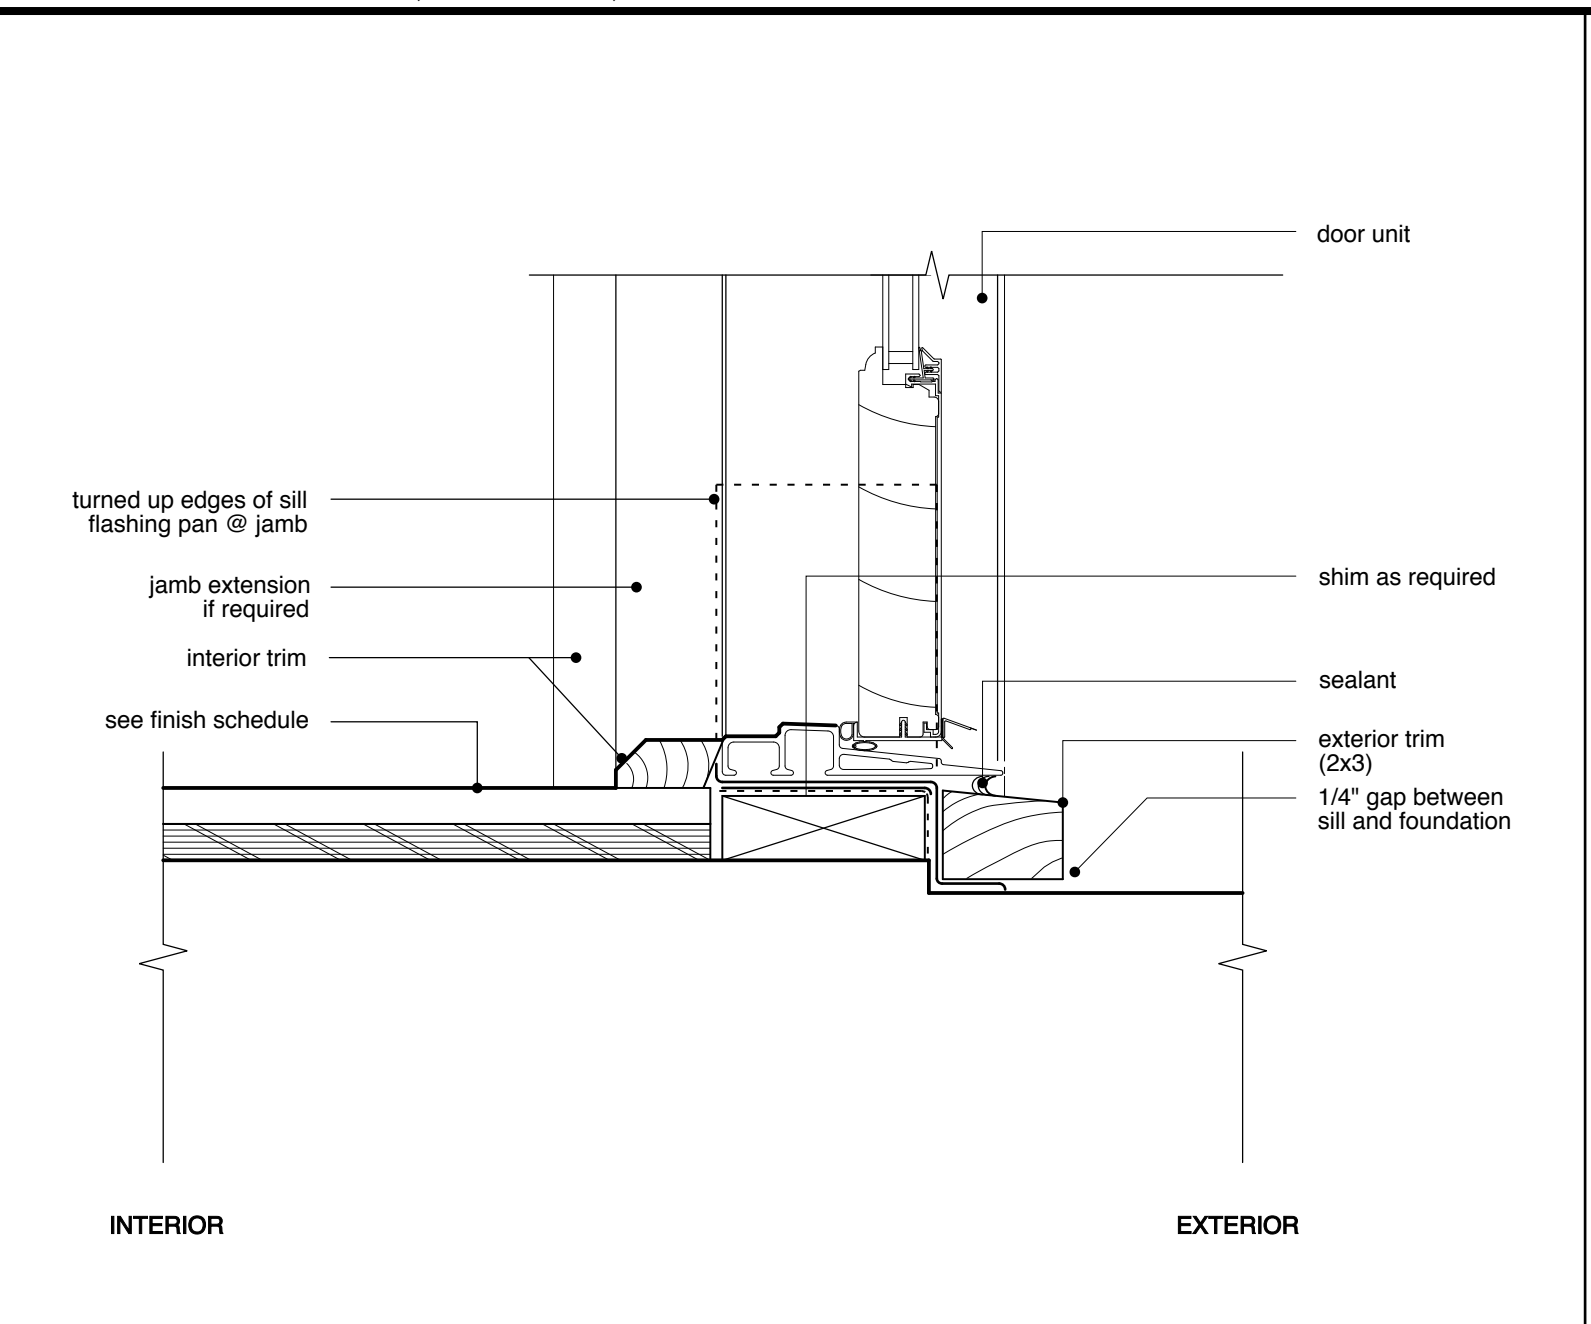 door unit
turned up edges of sill
flashing pan @ jamb
jamb extension
if required
shim as required
interior trim
sealant
see finish schedule
exterior trim
(2x3)
1/4" gap between
sill and foundation
INTERIOR
EXTERIOR